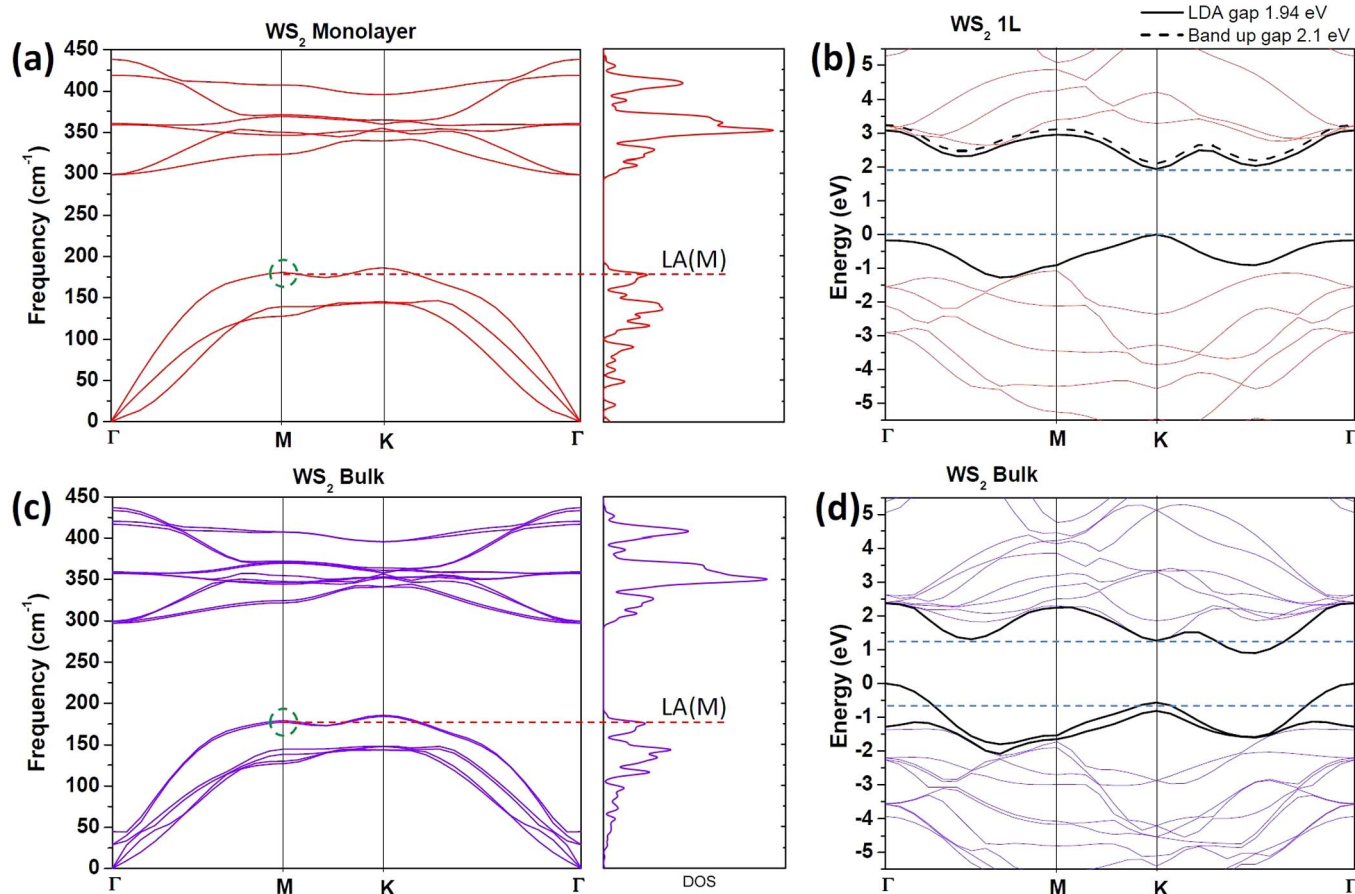 (a)
WS₂ Monolayer
450
400
350
300
250
200
150
100
50
0
Frequency (cm⁻¹)
Γ
M
K
Γ
LA(M)
(b)
WS₂ 1L
LDA gap 1.94 eV
Band up gap 2.1 eV
5
4
3
2
1
0
-1
-2
-3
-4
-5
Energy (eV)
Γ
M
K
Γ
(c)
WS₂ Bulk
450
400
350
300
250
200
150
100
50
0
Frequency (cm⁻¹)
Γ
M
K
Γ
LA(M)
DOS
(d)
WS₂ Bulk
5
4
3
2
1
0
-1
-2
-3
-4
-5
Energy (eV)
Γ
M
K
Γ